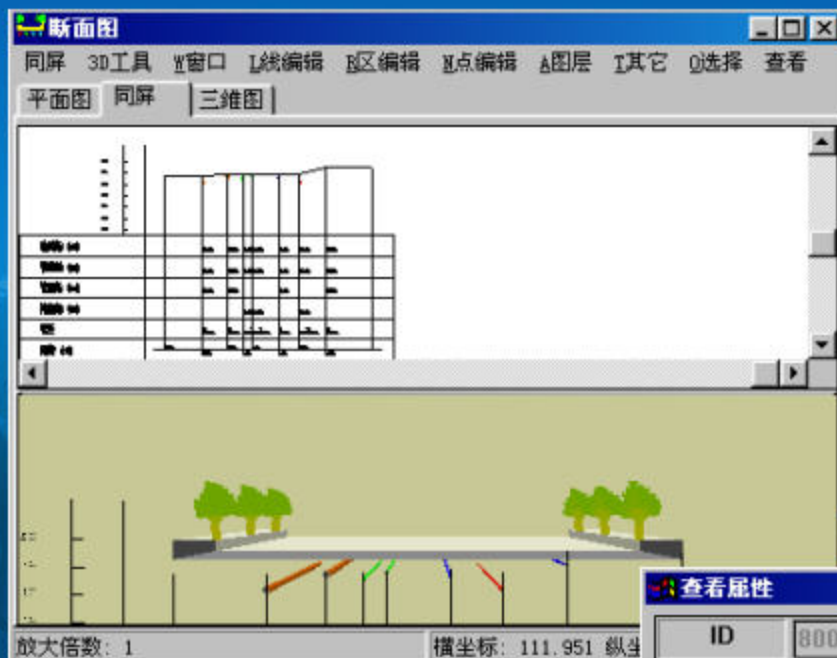 断面图
同屏 3D工具 W窗口 L线编辑 R区编辑 N点编辑 A图层 T其它 O选择 查看
平面图 同屏 三维图
查看属性
ID 800
放大倍数: 1 横坐标: 111.951 纵坐